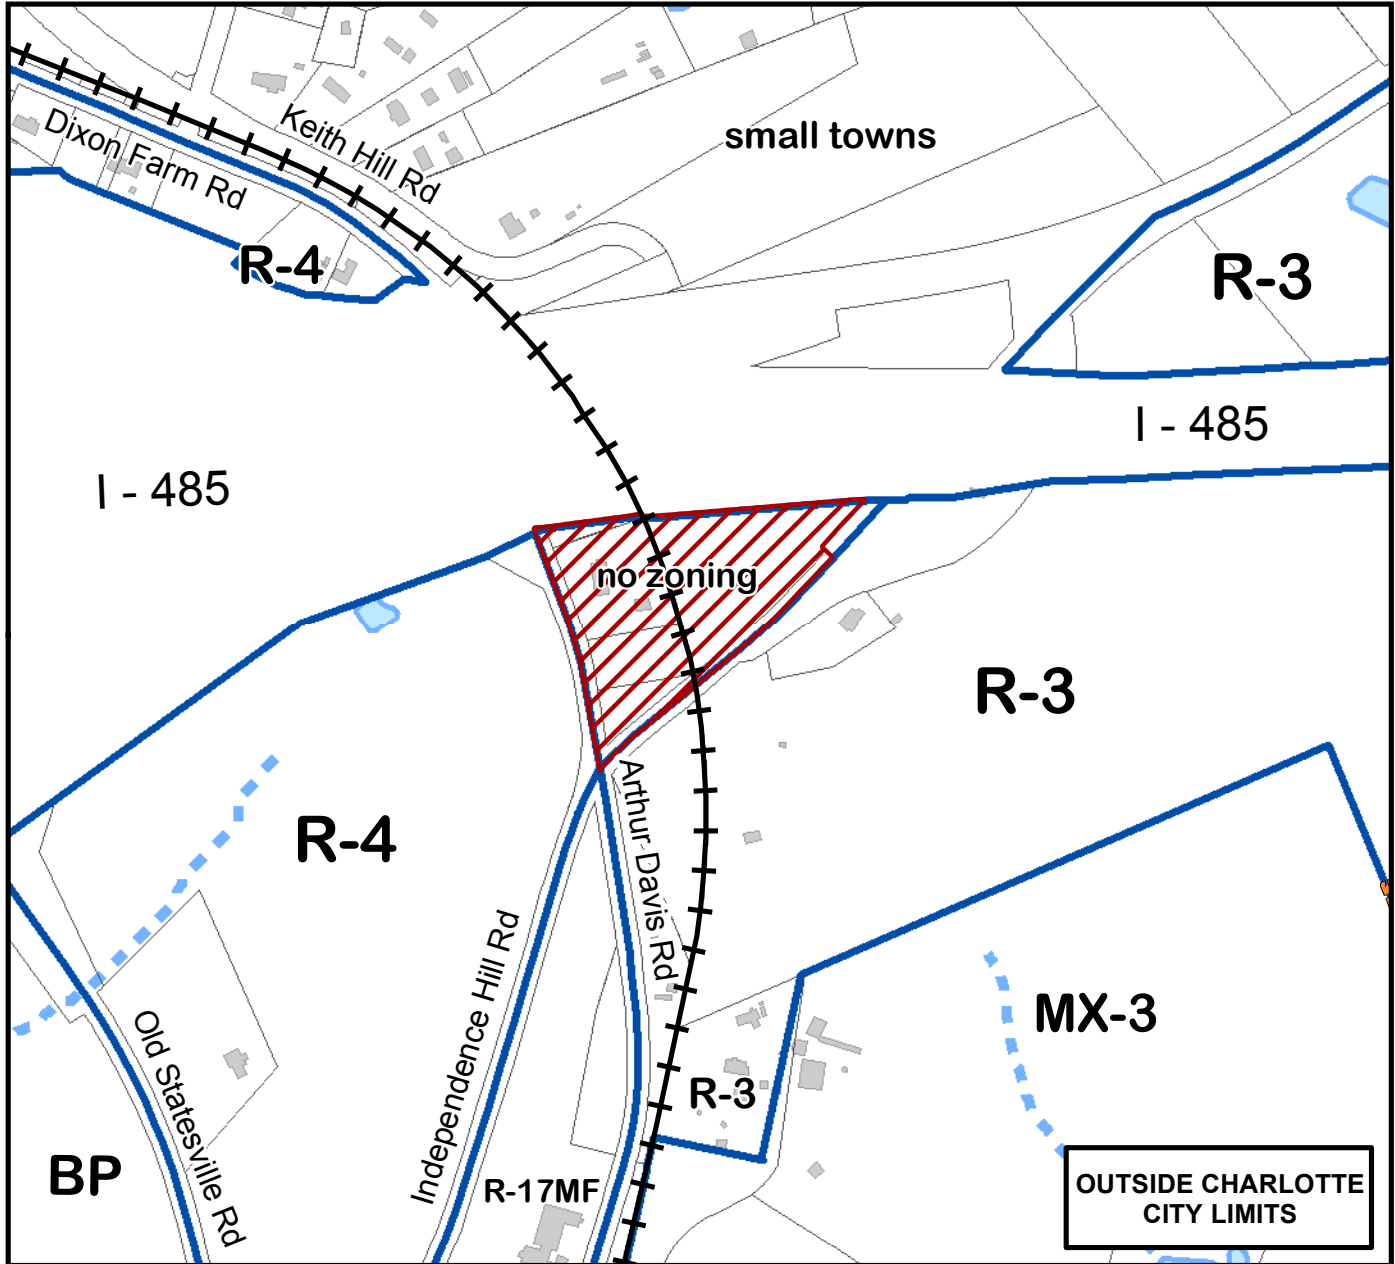 small towns
Keith Hill Rd
Dixon Farm Rd
R-4
R-3
I - 485
I - 485
no zoning
R-3
R-4
Arthur Davis Rd
Independence Hill Rd
MX-3
Old Statesville Rd
R-3
BP
R-17MF
OUTSIDE CHARLOTTE
CITY LIMITS